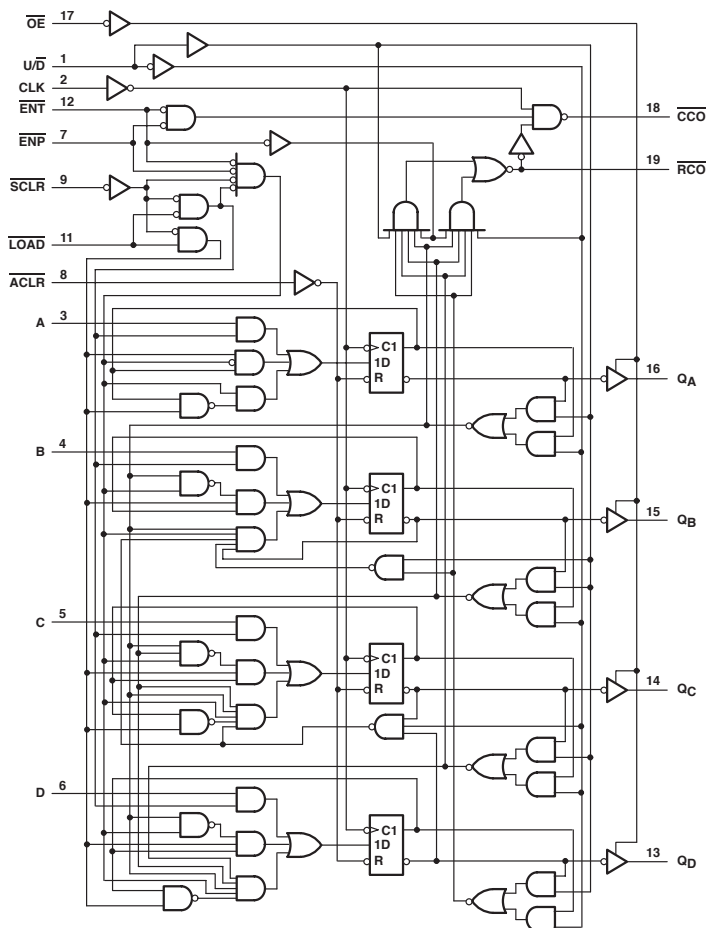 OE 17
U/D 1
CLK 2
ENT 12
ENP 7
SCLR 9
LOAD 11
ACLR 8
18 CCO
19 RCO
A 3
C1
1D
R
16 QA
B 4
C1
1D
R
15 QB
C 5
C1
1D
R
14 QC
D 6
C1
1D
R
13 QD